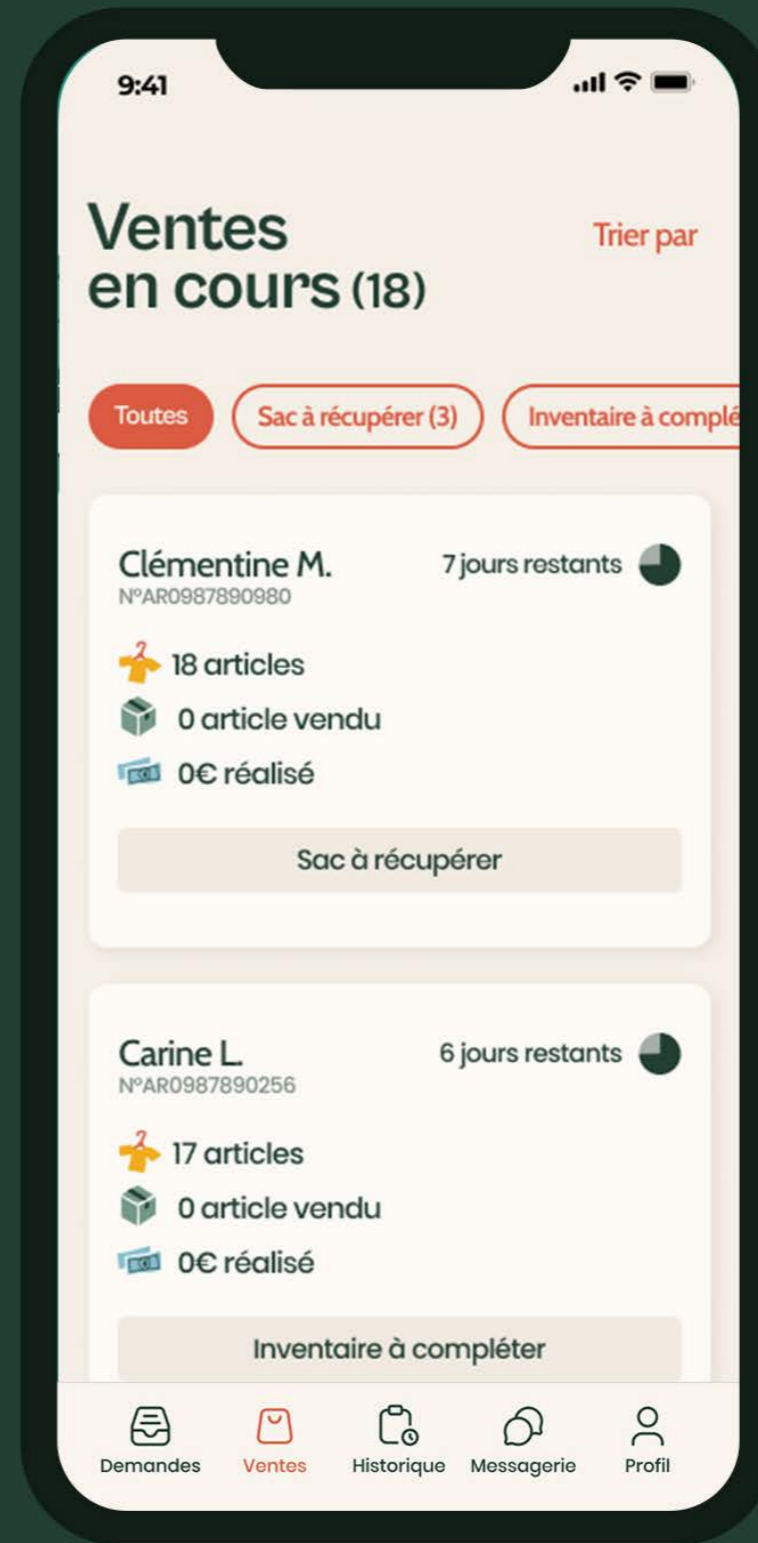 9:41
Ventes
en cours (18)
Trier par
Toutes
Sac à récupérer (3)
Inventaire à complé
Clémentine M.
7 jours restants
N°AR0987890980
18 articles
0 article vendu
0€ réalisé
Sac à récupérer
Carine L.
6 jours restants
N°AR0987890256
17 articles
0 article vendu
0€ réalisé
Inventaire à compléter
Demandes
Ventes
Historique
Messagerie
Profil